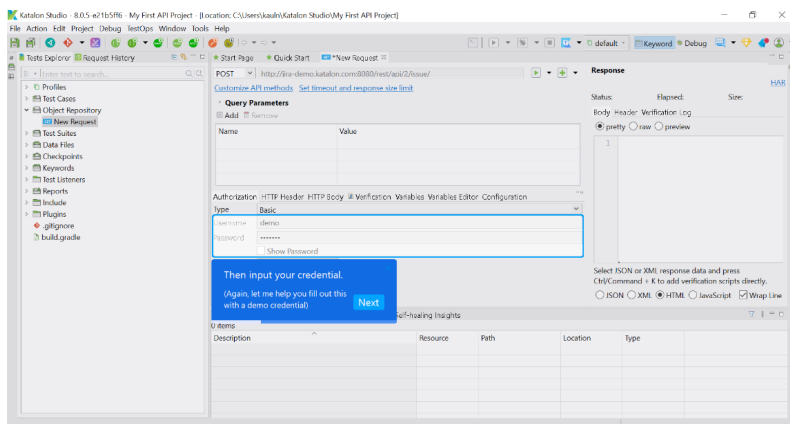 Katalon Studio - 8.0.5-e21b5ff6 - My First API Project - [Location: C:\Users\kauln\Katalon Studio\My First API Project]
File Action Edit Project Debug TestOps Window Tools Help
default Keyword Debug
Tests Explorer Request History
Enter text to search...
Profiles
Test Cases
Object Repository
New Request
Test Suites
Data Files
Checkpoints
Keywords
Test Listeners
Reports
Include
Plugins
.gitignore
build.gradle
Start Page Quick Start *New Request
POST http://jira-demo.katalon.com:8080/rest/api/2/issue/
Customize API methods Set timeout and response size limit
Query Parameters
Add Remove
Name Value
Authorization HTTP Header HTTP Body Verification Variables Variables Editor Configuration
Type Basic
Username demo
Password •••••••
Show Password
Then input your credential.
(Again, let me help you fill out this
with a demo credential)
Next
Self-healing Insights
0 items
Description Resource Path Location Type
Response
HAR
Status: Elapsed: Size:
Body Header Verification Log
pretty raw preview
1
Select JSON or XML response data and press
Ctrl/Command + K to add verification scripts directly.
JSON XML HTML JavaScript Wrap Line